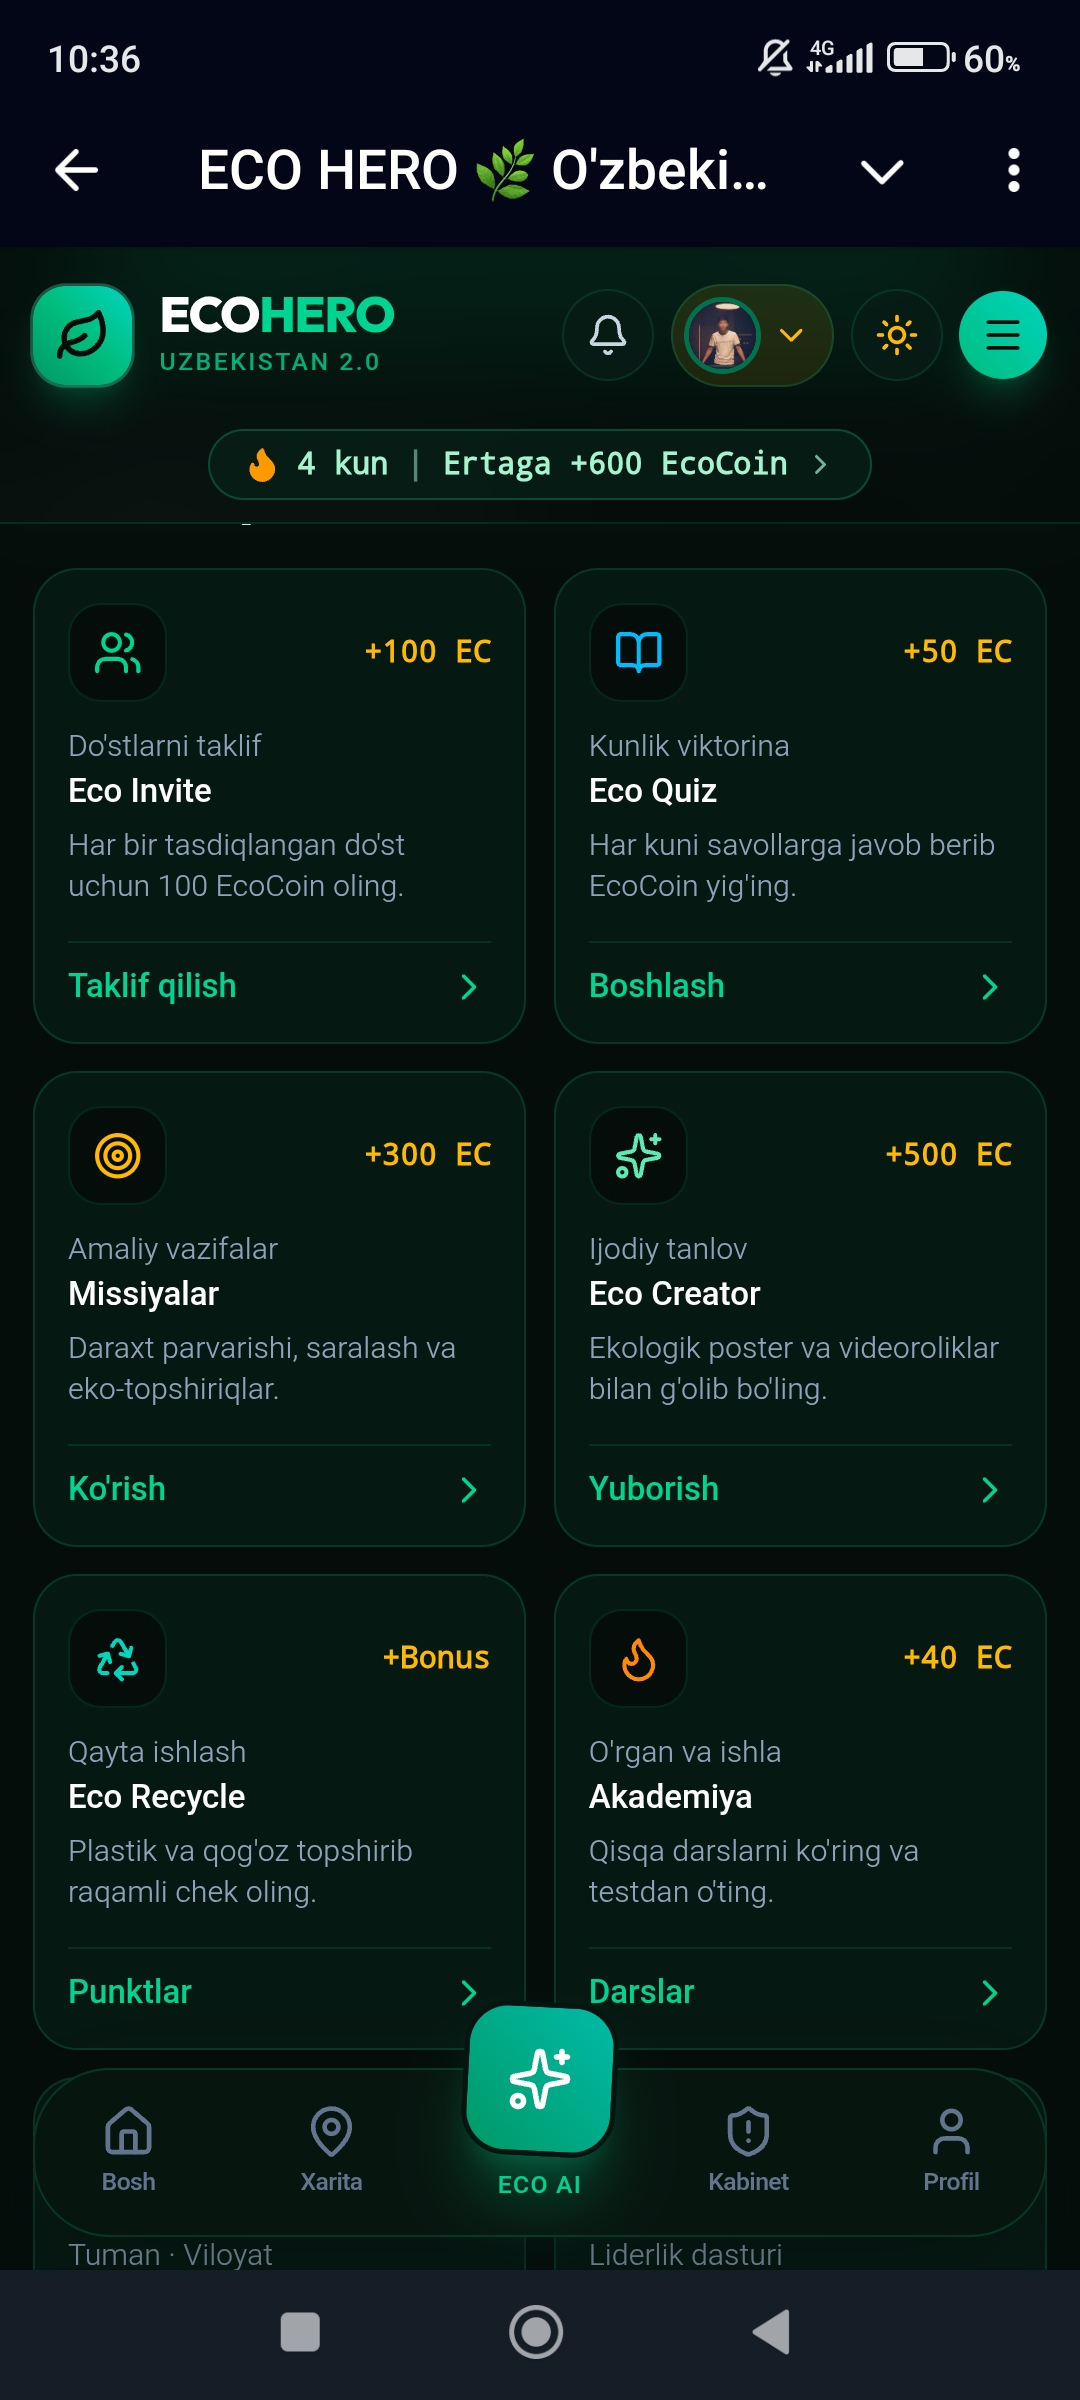 10:36
4G
60%
ECO HERO 🌿 O'zbeki...
ECOHERO
UZBEKISTAN 2.0
4 kun | Ertaga +600 EcoCoin
+100 EC
Do'stlarni taklif
Eco Invite
Har bir tasdiqlangan do'st
uchun 100 EcoCoin oling.
Taklif qilish
+50 EC
Kunlik viktorina
Eco Quiz
Har kuni savollarga javob berib
EcoCoin yig'ing.
Boshlash
+300 EC
Amaliy vazifalar
Missiyalar
Daraxt parvarishi, saralash va
eko-topshiriqlar.
Ko'rish
+500 EC
Ijodiy tanlov
Eco Creator
Ekologik poster va videoroliklar
bilan g'olib bo'ling.
Yuborish
+Bonus
Qayta ishlash
Eco Recycle
Plastik va qog'oz topshirib
raqamli chek oling.
Punktlar
+40 EC
O'rgan va ishla
Akademiya
Qisqa darslarni ko'ring va
testdan o'ting.
Darslar
Bosh
Xarita
ECO AI
Kabinet
Profil
Tuman · Viloyat
Liderlik dasturi